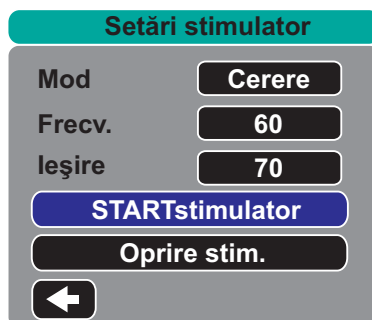 Setări stimulator
Mod Cerere
Frecv. 60
Ieşire 70
STARTstimulator
Oprire stim.